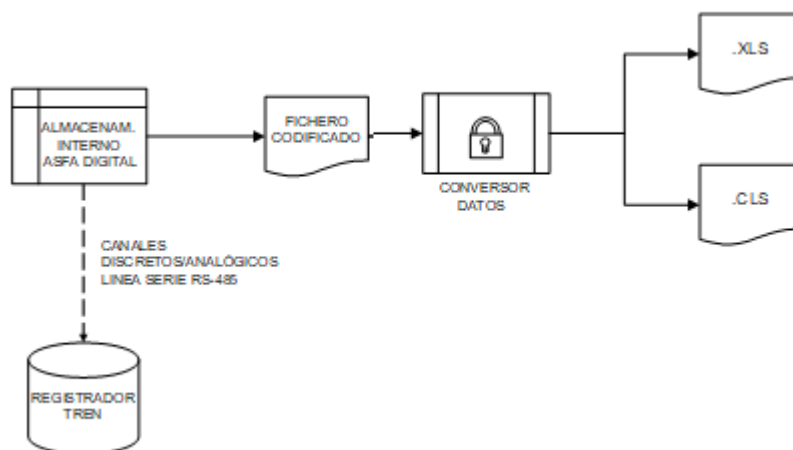 ALMACENAM.
INTERNO
ASFA DIGITAL
FICHERO
CODIFICADO
CONVERSOR
DATOS
.XLS
.CLS
CANALES
DISCRETOS/ANALÓGICOS
LINEA SERIE RS-485
REGISTRADOR
TREN